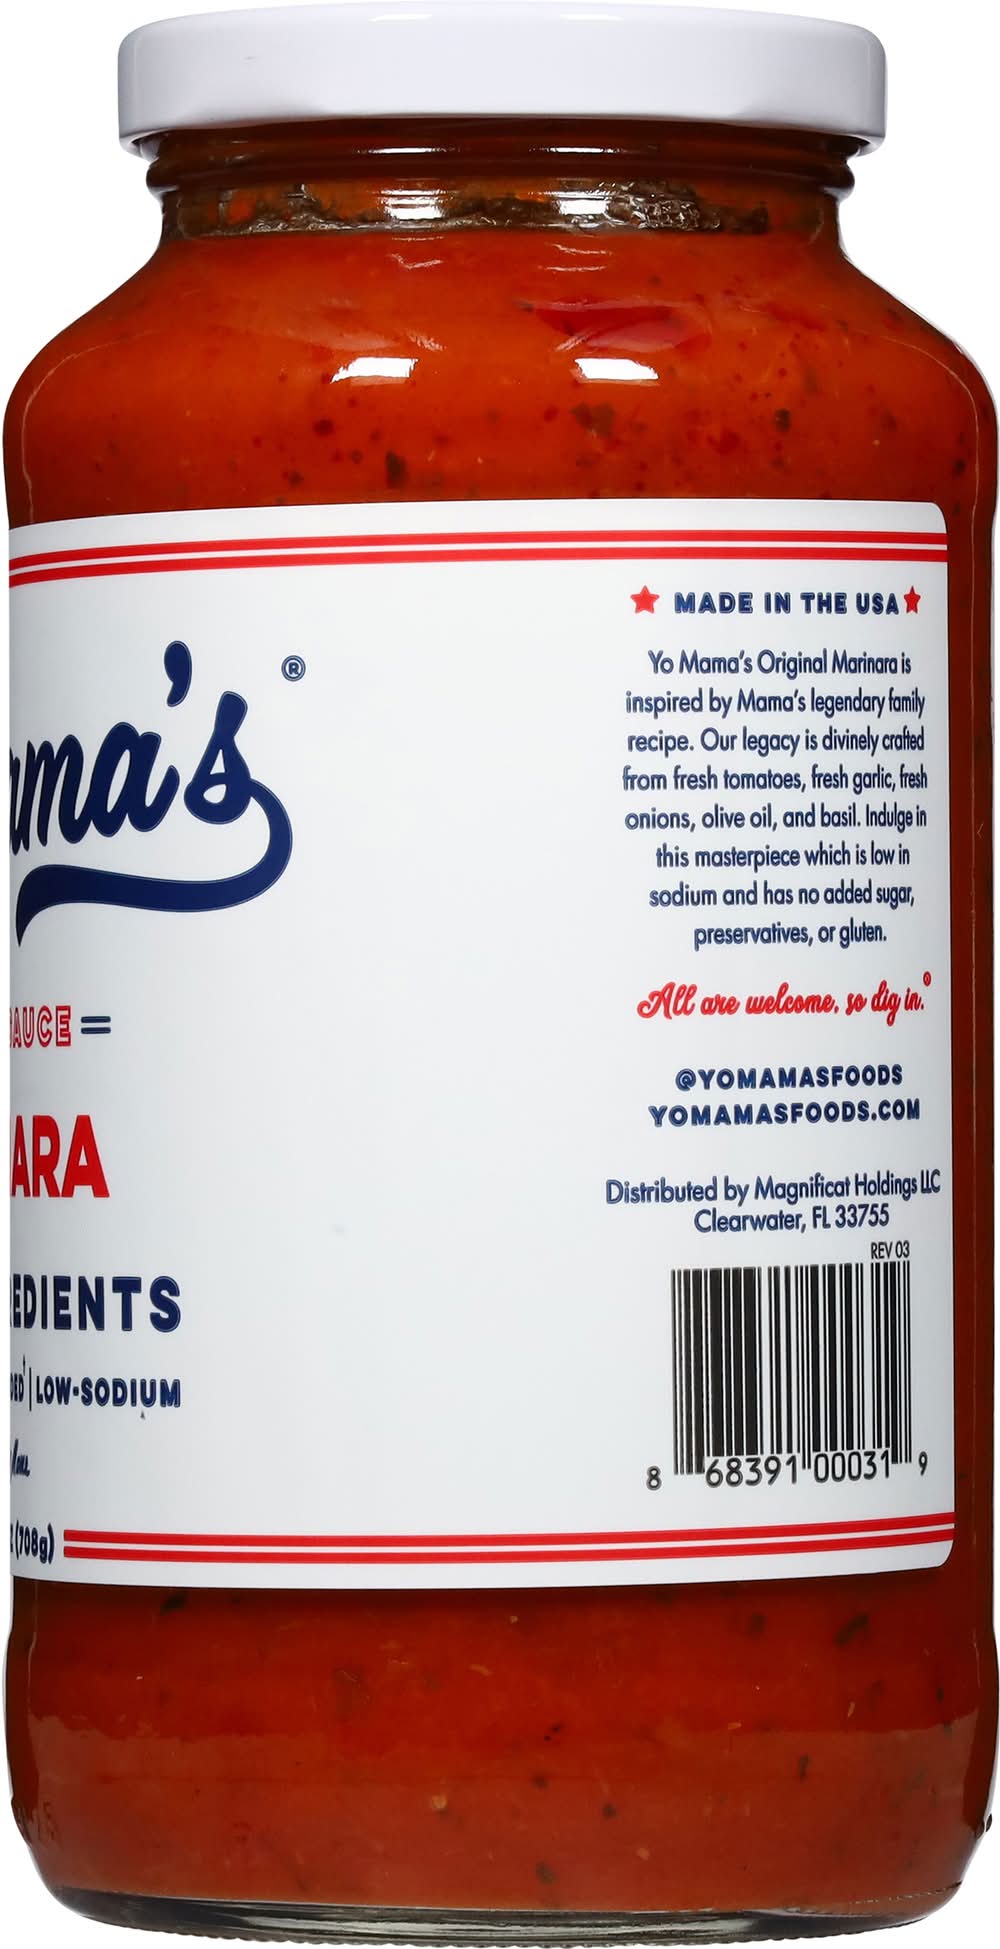 ama's®
SAUCE =
ARA
EDIENTS
DED† | LOW-SODIUM
(708g)
★ MADE IN THE USA ★
Yo Mama's Original Marinara is
inspired by Mama's legendary family
recipe. Our legacy is divinely crafted
from fresh tomatoes, fresh garlic, fresh
onions, olive oil, and basil. Indulge in
this masterpiece which is low in
sodium and has no added sugar,
preservatives, or gluten.
All are welcome, so dig in.®
@YOMAMASFOODS
YOMAMASFOODS.COM
Distributed by Magnificat Holdings LLC
Clearwater, FL 33755
REV 03
8 68391 00031 9